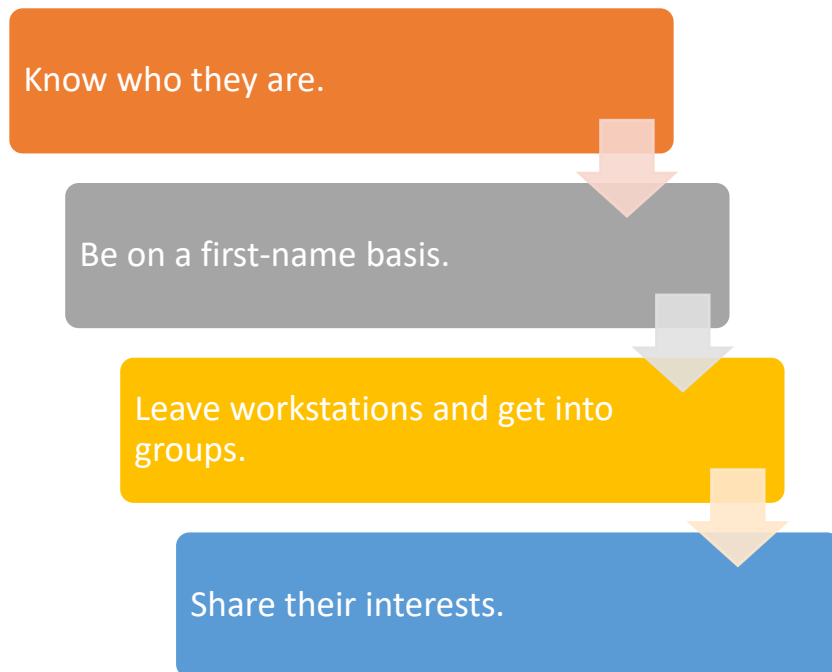 Know who they are.
Be on a first-name basis.
Leave workstations and get into
groups.
Share their interests.